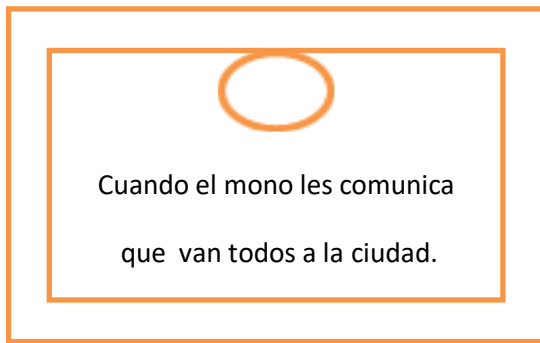 Cuando el mono les comunica
que van todos a la ciudad.